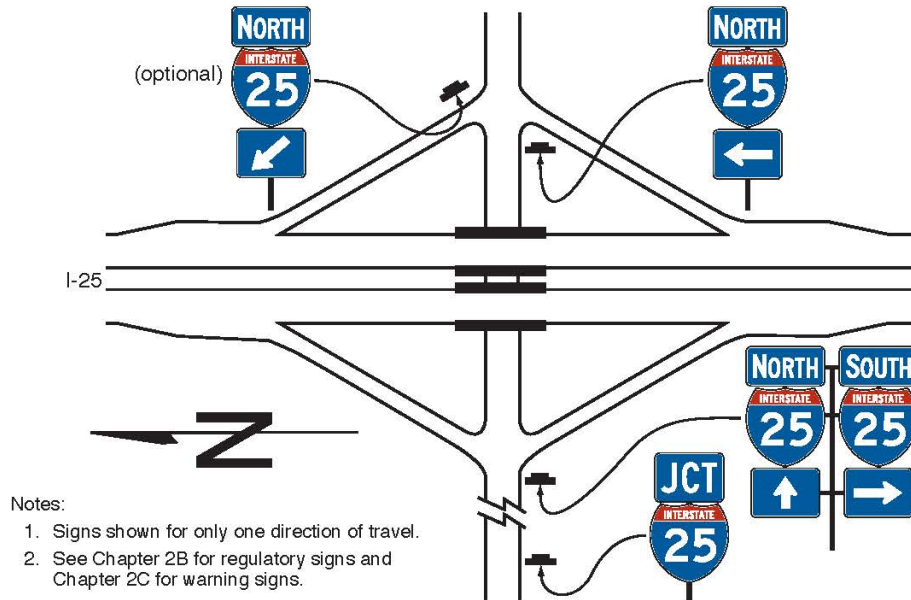 NORTH
INTERSTATE
25
(optional)
NORTH
INTERSTATE
25
I-25
N
NORTH
INTERSTATE
25
SOUTH
INTERSTATE
25
JCT
INTERSTATE
25
Notes:
1. Signs shown for only one direction of travel.
2. See Chapter 2B for regulatory signs and
Chapter 2C for warning signs.